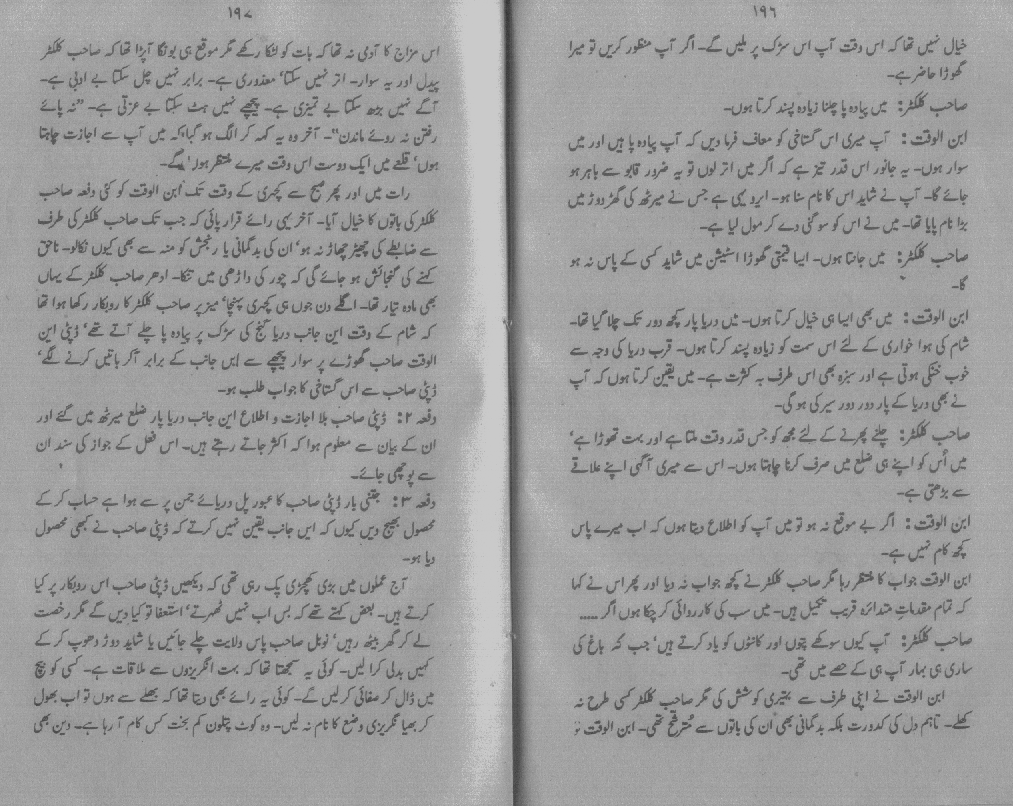 ۱۹۶
خیال نہیں تھا کہ اس وقت آپ اس سڑک پر ملیں گے۔ اگر آپ منظور کریں تو میرا
گھوڑا حاضر ہے۔
صاحب کلکٹر: میں پیادہ پا چلنا زیادہ پسند کرتا ہوں۔
ابن الوقت: آپ میری اس گستاخی کو معاف فرما دیں کہ آپ پیادہ پا ہیں اور میں
سوار ہوں۔ یہ جانور اس قدر تیز ہے کہ اگر میں اتر لوں تو یہ ضرور قابو سے باہر ہو
جائے گا۔ آپ نے شاید اس کا نام سنا ہو۔ ایرو یہی ہے جس نے میرٹھ کی گھڑ دوڑ میں
بڑا نام پایا تھا۔ میں نے اس کو سو گنی دے کر مول لیا ہے۔
صاحب کلکٹر: میں جانتا ہوں۔ ایسا قیمتی گھوڑا اسٹیشن میں شاید کسی کے پاس نہ ہو
گا۔
ابن الوقت: میں بھی ایسا ہی خیال کرتا ہوں۔ میں دریا پار کچھ دور تک چلا گیا تھا۔
شام کی ہوا خواری کے لئے اس سمت کو زیادہ پسند کرتا ہوں۔ قرب دریا کی وجہ سے
خوب خنکی ہوتی ہے اور سبزہ بھی اس طرف بہ کثرت ہے۔ میں یقین کرتا ہوں کہ آپ
نے بھی دریا کے پار دور دور سیر کی ہو گی۔
صاحب کلکٹر: چلنے پھرنے کے لئے مجھ کو جس قدر وقت ملتا ہے اور بہت تھوڑا ہے‘
میں اُس کو اپنے ہی ضلع میں صرف کرنا چاہتا ہوں۔ اس سے میری آگہی اپنے علاقے
سے بڑھتی ہے۔
ابن الوقت: اگر بے موقع نہ ہو تو میں آپ کو اطلاع دیتا ہوں کہ اب میرے پاس
کچھ کام نہیں ہے۔
ابن الوقت جواب کا منتظر رہا مگر صاحب کلکٹر نے کچھ جواب نہ دیا اور پھر اس نے کہا
کہ تمام مقدماتِ متدائرہ قریب تکمیل ہیں۔ میں سب کی کارروائی کر چکا ہوں اگر .....
صاحب کلکٹر: آپ کیوں سوکھے پتوں اور کانٹوں کو یاد کرتے ہیں‘ جب کہ باغ کی
ساری ہی بہار آپ ہی کے حصے میں تھی۔
ابن الوقت نے اپنی طرف سے بہتیری کوشش کی مگر صاحب کلکٹر کسی طرح نہ
کھلے۔ تاہم دل کی کدورت بلکہ بدگمانی بھی اُن کی باتوں سے مُترشح تھی۔ ابن الوقت تو
۱۹۷
اس مزاج کا آدمی نہ تھا کہ بات کو لٹکا رکھے مگر موقع ہی بونگا آپڑا تھا کہ صاحب کلکٹر
پیدل اور یہ سوار۔ اتر نہیں سکتا‘ معذوری ہے۔ برابر نہیں چل سکتا بے ادبی ہے۔
آگے نہیں بڑھ سکتا بے تمیزی ہے۔ پیچھے نہیں ہٹ سکتا بے عزتی ہے۔ ”نہ پائے
رفتن نہ روئے ماندن“۔ آخر وہ یہ کہہ کر الگ ہو گیا‘ کہ میں آپ سے اجازت چاہتا
ہوں‘ قلعے میں ایک دوست اس وقت میرے منتظر ہوں گے۔
رات میں اور پھر صبح سے کچہری کے وقت تک اُبن الوقت کو کئی دفعہ صاحب
کلکٹر کی باتوں کا خیال آیا۔ آخر یہی رائے قرار پائی کہ جب تک صاحب کلکٹر کی طرف
سے ضابطے کی چھیڑ چھاڑ نہ ہو‘ اُن کی بدگمانی یا رنجش کو منہ سے بھی کیوں نکالو۔ ناحق
کہنے کی گنجائش ہو جائے گی کہ چور کی داڑھی میں تنکا۔ ادھر صاحب کلکٹر کے یہاں
بھی مادہ تیار تھا۔ اگلے دن جوں ہی کچہری پہنچا‘ میز پر صاحب کلکٹر کا روبکار رکھا ہوا تھا
کہ شام کے وقت این جانب دریا گنج کی سڑک پر پیادہ پا چلے آتے تھے‘ ڈپٹی ابن
الوقت صاحب گھوڑے پر سوار پیچھے سے ایں جانب کے برابر آکر باتیں کرنے لگے‘
ڈپٹی صاحب سے اس گستاخی کا جواب طلب ہو۔
دفعہ ۲: ڈپٹی صاحب بلا اجازت و اطلاع این جانب دریا پار ضلع میرٹھ میں گئے اور
ان کے بیان سے معلوم ہوا کہ اکثر جاتے رہتے ہیں۔ اس فعل کے جواز کی سند ان
سے پوچھی جائے۔
دفعہ ۳: جتنی بار ڈپٹی صاحب کا عبور پل دریائے جمن پر سے ہوا ہے حساب کر کے
محصول بھیج دیں کیوں کہ ایں جانب یقین نہیں کرتے کہ ڈپٹی صاحب نے کبھی محصول
دیا ہو۔
آج عملوں میں بڑی کھچڑی پک رہی تھی کہ دیکھیں ڈپٹی صاحب اس روبکار پر کیا
کرتے ہیں۔ بعض کہتے تھے کہ بس اب نہیں ٹھہرتے‘ استعفا تو کیا دیں گے مگر رخصت
لے کر گھر بیٹھ رہیں‘ نوبل صاحب پاس ولایت چلے جائیں یا شاید دوڑ دھوپ کر کے
کہیں بدلی کرا لیں۔ کوئی یہ سمجھتا تھا کہ بہت انگریزوں سے ملاقات ہے۔ کسی کو بیچ
میں ڈال کر صفائی کر لیں گے۔ کوئی یہ رائے بھی دیتا تھا کہ بھلے سے ہوں تو اب بھول
کر بھی انگریزی وضع کا نام نہ لیں۔ وہ کوٹ پتلون کم بخت کس کام آ رہا ہے۔ دین بھی